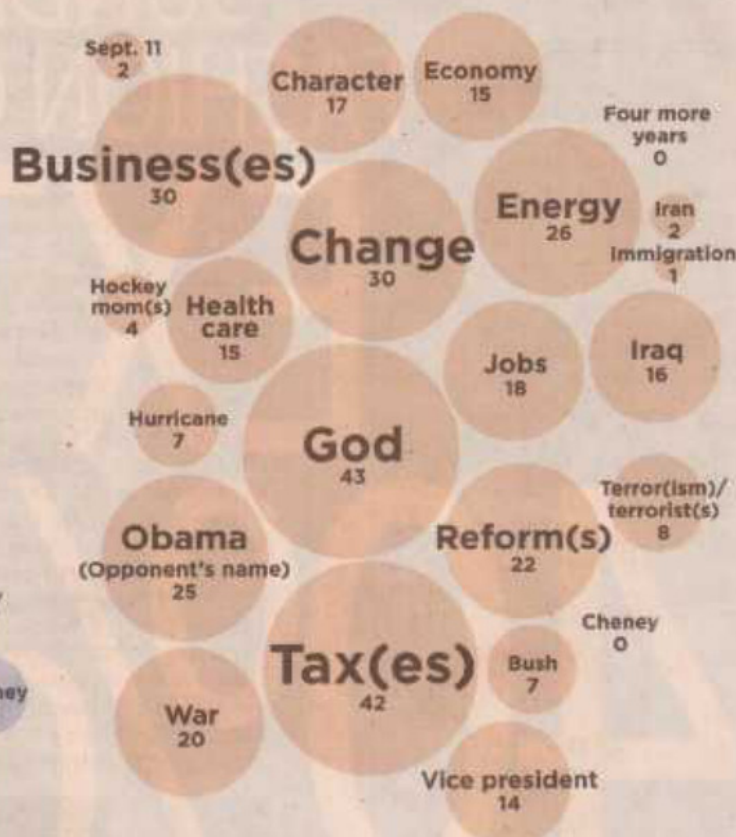 Sept. 11
2
Character
17
Economy
15
Four more
years
0
Business(es)
30
Energy
26
Iran
2
Change
30
Immigration
1
Hockey
mom(s)
4
Health
care
15
Jobs
18
Iraq
16
Hurricane
7
God
43
Terror(ism)/
terrorist(s)
8
Obama
(Opponent's name)
25
Reform(s)
22
Cheney
0
Tax(es)
42
Bush
7
War
20
Vice president
14